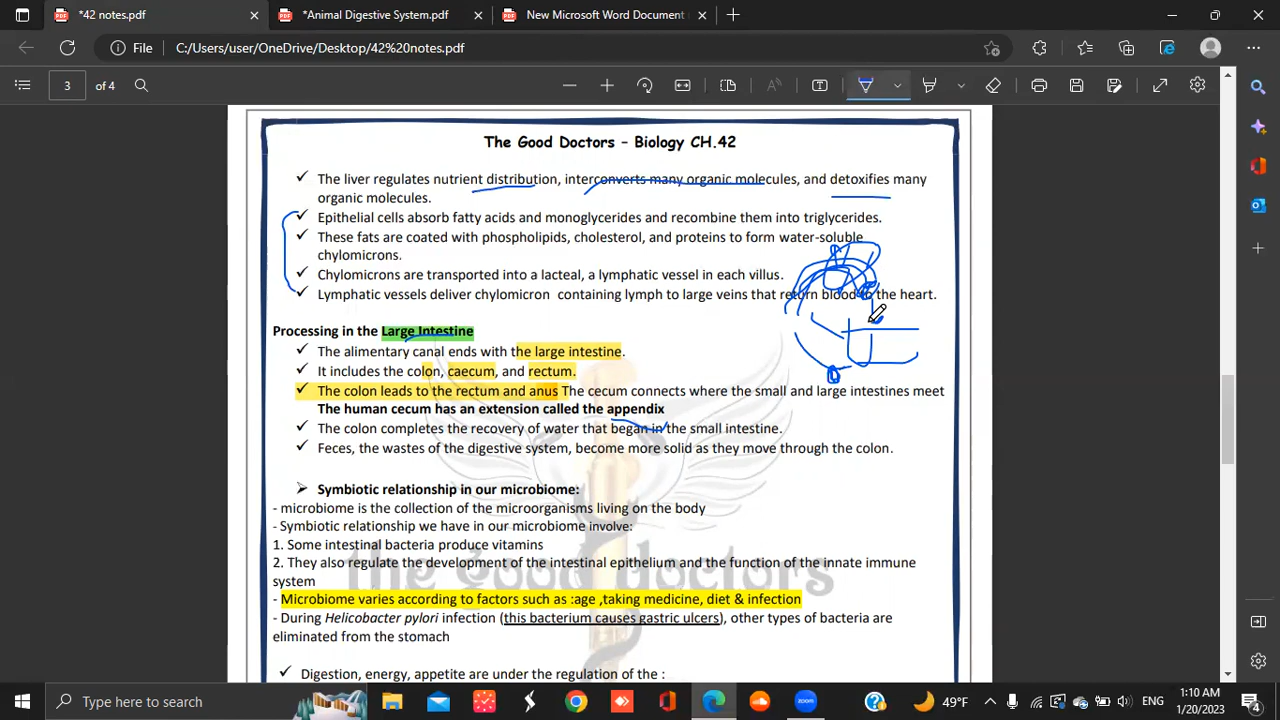 *42 notes.pdf
*Animal Digestive System.pdf
New Microsoft Word Document
File
C:/Users/user/OneDrive/Desktop/42%20notes.pdf
3 of 4
The Good Doctors – Biology CH.42
✓ The liver regulates nutrient distribution, interconverts many organic molecules, and detoxifies many
organic molecules.
✓ Epithelial cells absorb fatty acids and monoglycerides and recombine them into triglycerides.
✓ These fats are coated with phospholipids, cholesterol, and proteins to form water-soluble
chylomicrons.
✓ Chylomicrons are transported into a lacteal, a lymphatic vessel in each villus.
✓ Lymphatic vessels deliver chylomicron containing lymph to large veins that return blood to the heart.
Processing in the Large Intestine
✓ The alimentary canal ends with the large intestine.
✓ It includes the colon, caecum, and rectum.
✓ The colon leads to the rectum and anus The cecum connects where the small and large intestines meet
The human cecum has an extension called the appendix
✓ The colon completes the recovery of water that began in the small intestine.
✓ Feces, the wastes of the digestive system, become more solid as they move through the colon.
➢ Symbiotic relationship in our microbiome:
- microbiome is the collection of the microorganisms living on the body
- Symbiotic relationship we have in our microbiome involve:
1. Some intestinal bacteria produce vitamins
2. They also regulate the development of the intestinal epithelium and the function of the innate immune
system
- Microbiome varies according to factors such as :age ,taking medicine, diet & infection
- During Helicobacter pylori infection (this bacterium causes gastric ulcers), other types of bacteria are
eliminated from the stomach
the good doctors
✓ Digestion, energy, appetite are under the regulation of the :
Type here to search
49°F
ENG
1:10 AM
1/20/2023
4